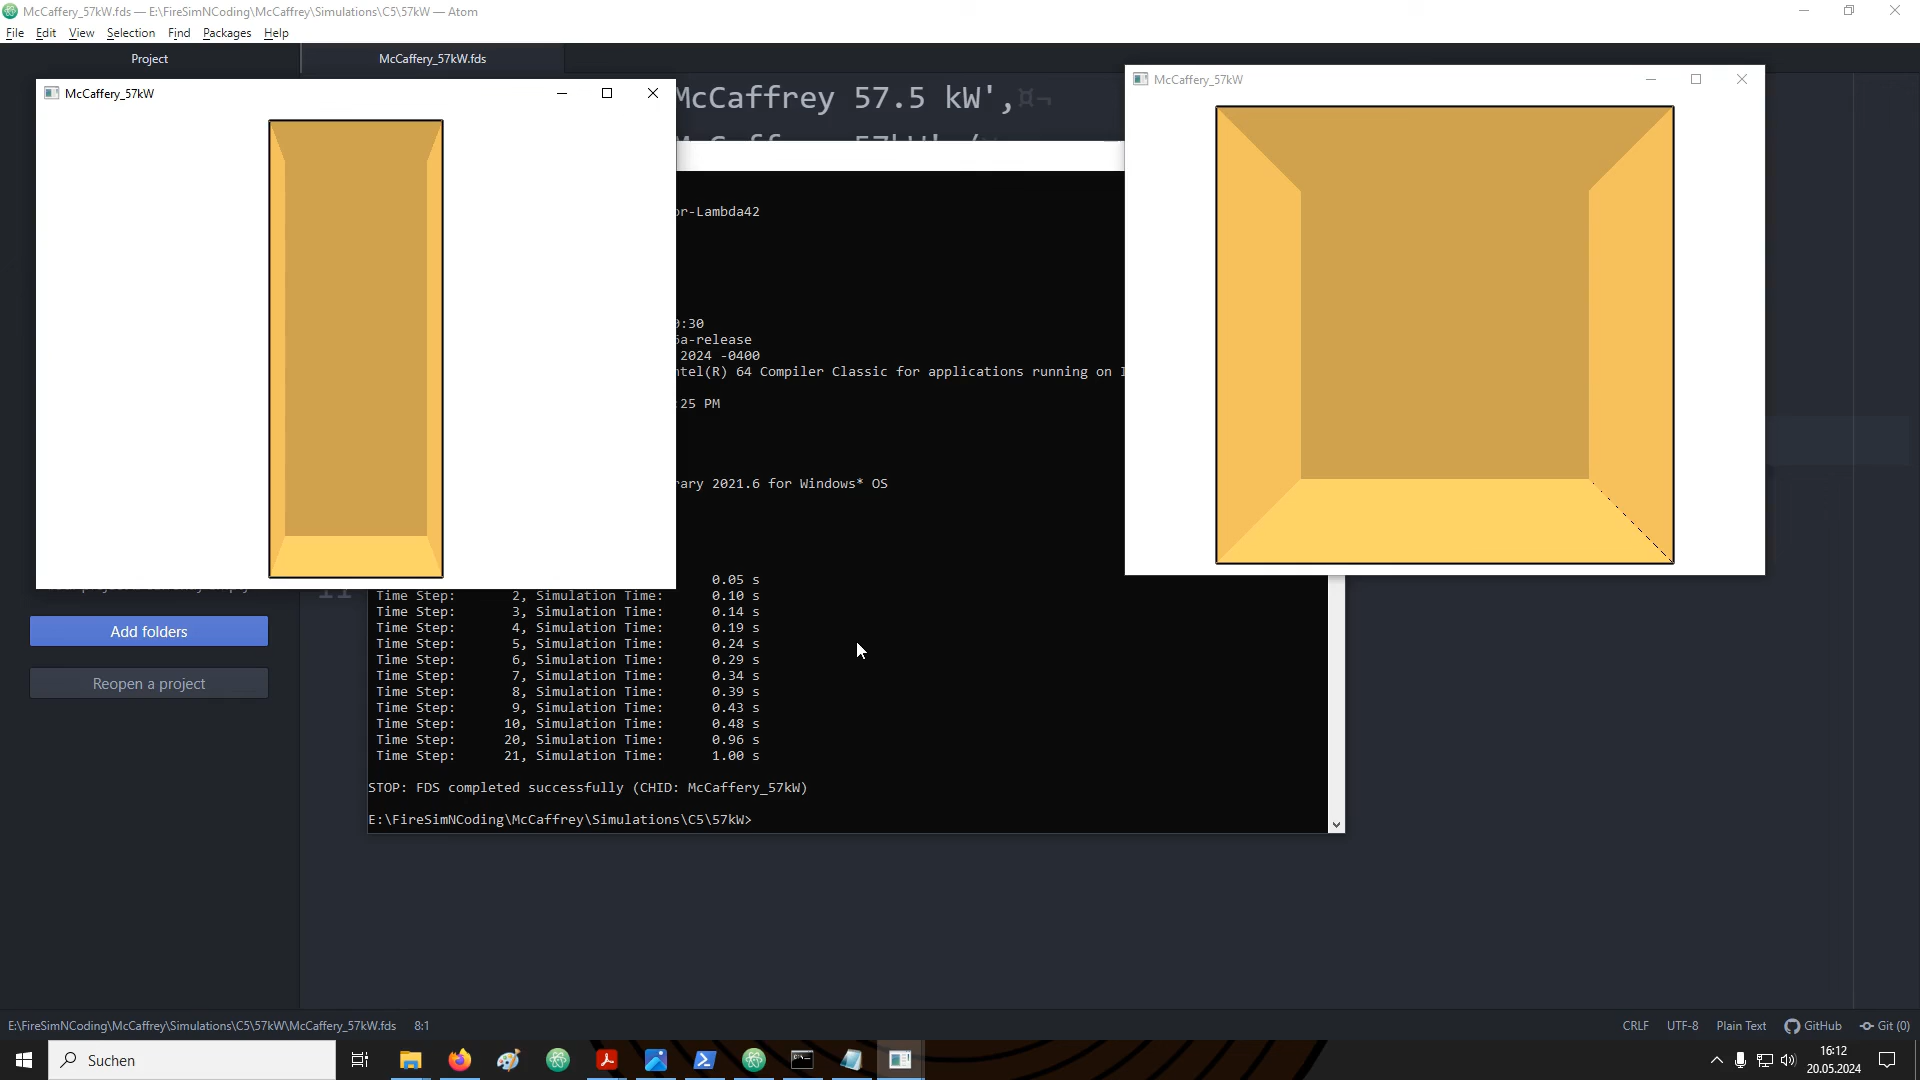 McCaffery_57kW.fds — E:\FireSimNCoding\McCaffrey\Simulations\C5\57kW — Atom
File Edit View Selection Find Packages Help
Project
McCaffery_57kW.fds
McCaffery_57kW
McCaffrey 57.5 kW',¤¬
McCaffery_57kW
or-Lambda42
0:30
6a-release
2024 -0400
ntel(R) 64 Compiler Classic for applications running on
:25 PM
rary 2021.6 for Windows* OS
0.05 s
Time Step: 2, Simulation Time: 0.10 s
Time Step: 3, Simulation Time: 0.14 s
Time Step: 4, Simulation Time: 0.19 s
Time Step: 5, Simulation Time: 0.24 s
Time Step: 6, Simulation Time: 0.29 s
Time Step: 7, Simulation Time: 0.34 s
Time Step: 8, Simulation Time: 0.39 s
Time Step: 9, Simulation Time: 0.43 s
Time Step: 10, Simulation Time: 0.48 s
Time Step: 20, Simulation Time: 0.96 s
Time Step: 21, Simulation Time: 1.00 s
STOP: FDS completed successfully (CHID: McCaffery_57kW)
E:\FireSimNCoding\McCaffrey\Simulations\C5\57kW>
Add folders
Reopen a project
E:\FireSimNCoding\McCaffrey\Simulations\C5\57kW\McCaffery_57kW.fds 8:1
CRLF UTF-8 Plain Text GitHub Git (0)
Suchen
16:12
20.05.2024